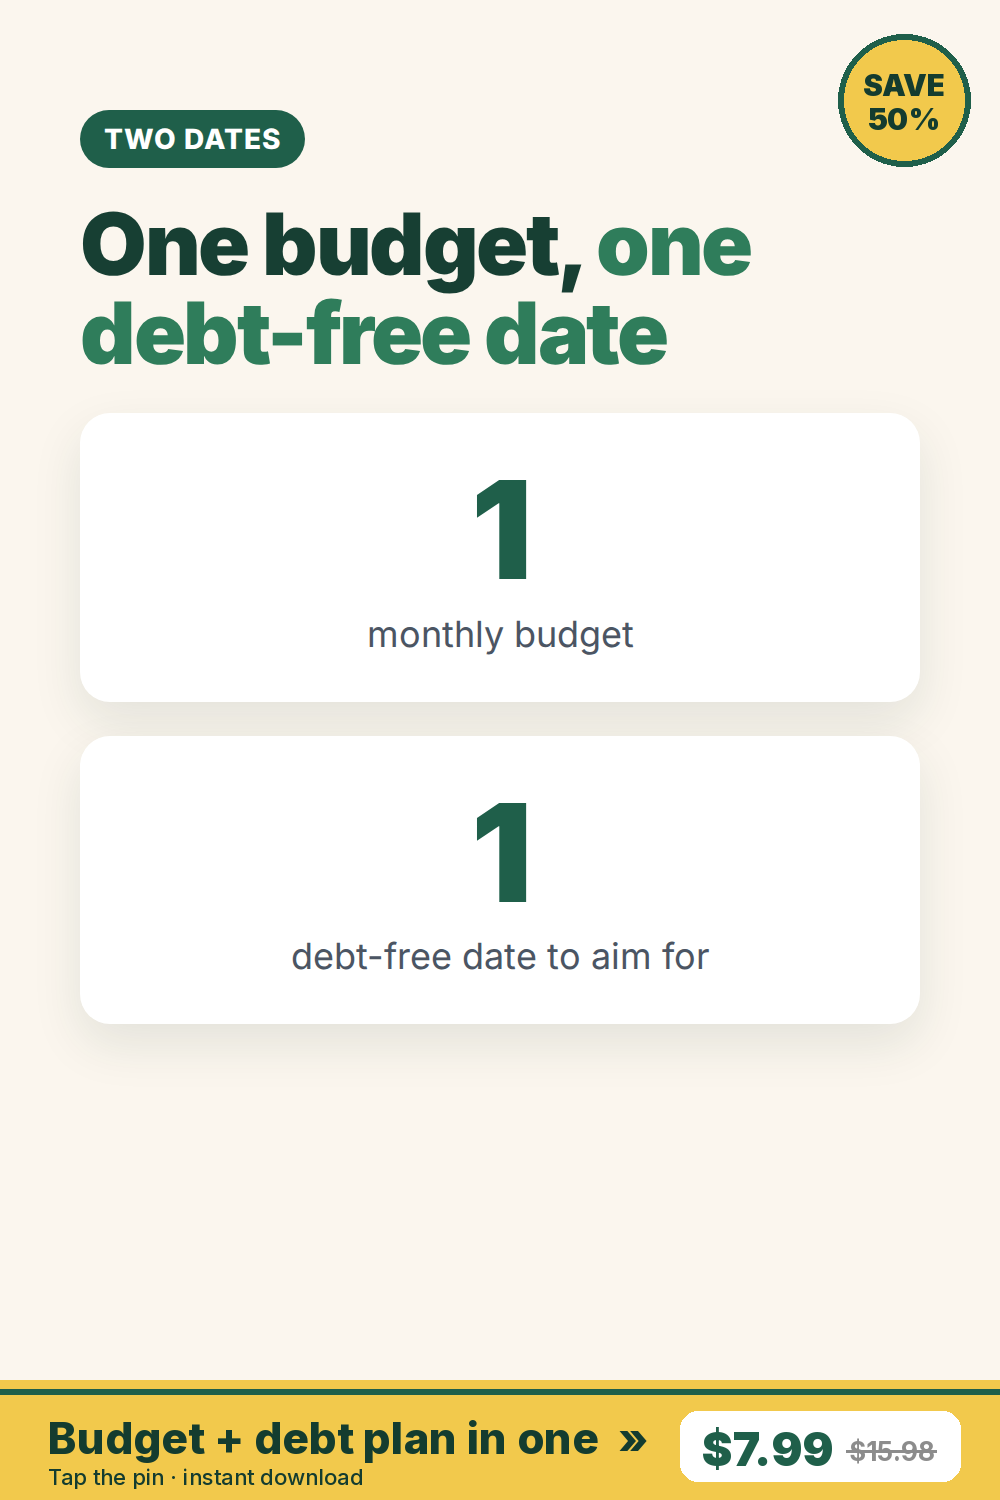 SAVE
50%
TWO DATES
One budget, one
debt-free date
1
monthly budget
1
debt-free date to aim for
Budget + debt plan in one »
Tap the pin · instant download
$7.99 $15.98